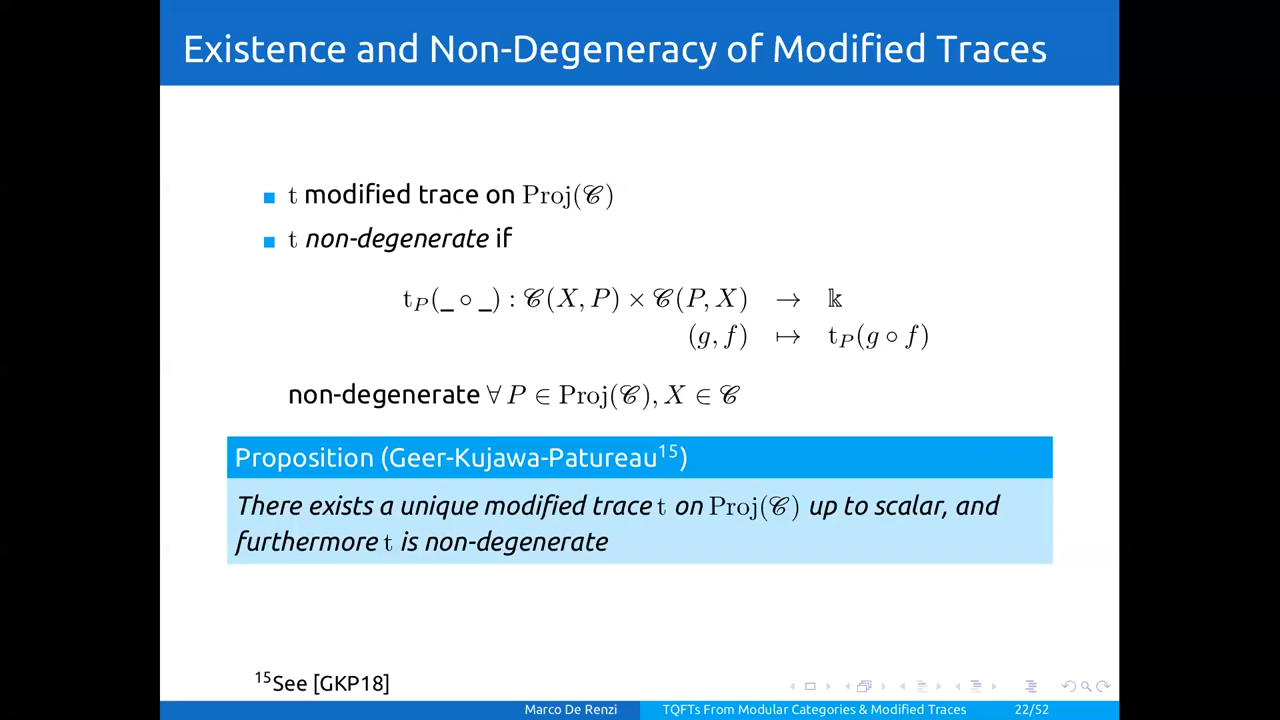 Existence and Non-Degeneracy of Modified Traces
t modified trace on Proj(𝒞)
t non-degenerate if
t_P(_ ∘ _) : 𝒞(X, P) × 𝒞(P, X) → 𝕜
(g, f) ↦ t_P(g ∘ f)
non-degenerate ∀ P ∈ Proj(𝒞), X ∈ 𝒞
Proposition (Geer-Kujawa-Patureau¹⁵)
There exists a unique modified trace t on Proj(𝒞) up to scalar, and
furthermore t is non-degenerate
¹⁵See [GKP18]
Marco De Renzi TQFTs From Modular Categories & Modified Traces 22/52